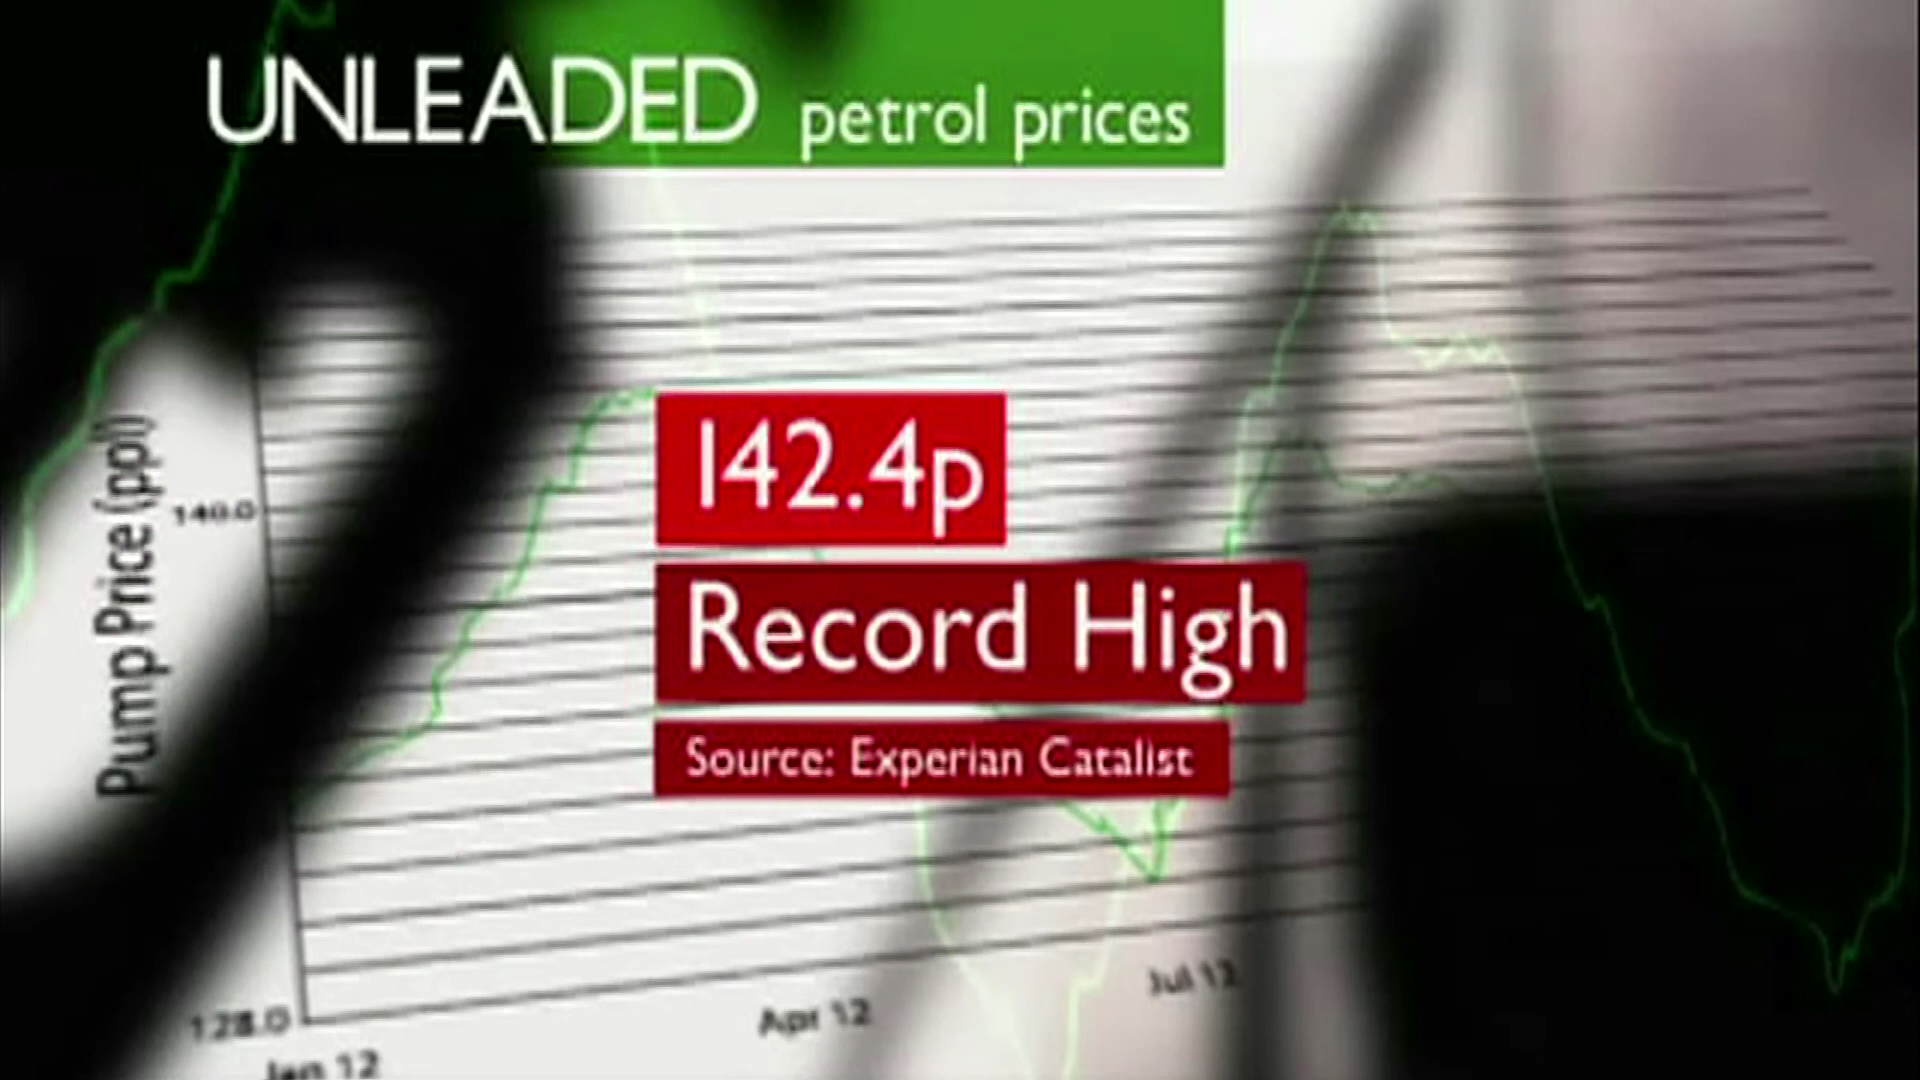 UNLEADED petrol prices
142.4p
Record High
Source: Experian Catalist
Pump Price (ppl)
140.0
128.0
Jan 12
Apr 12
Jul 12